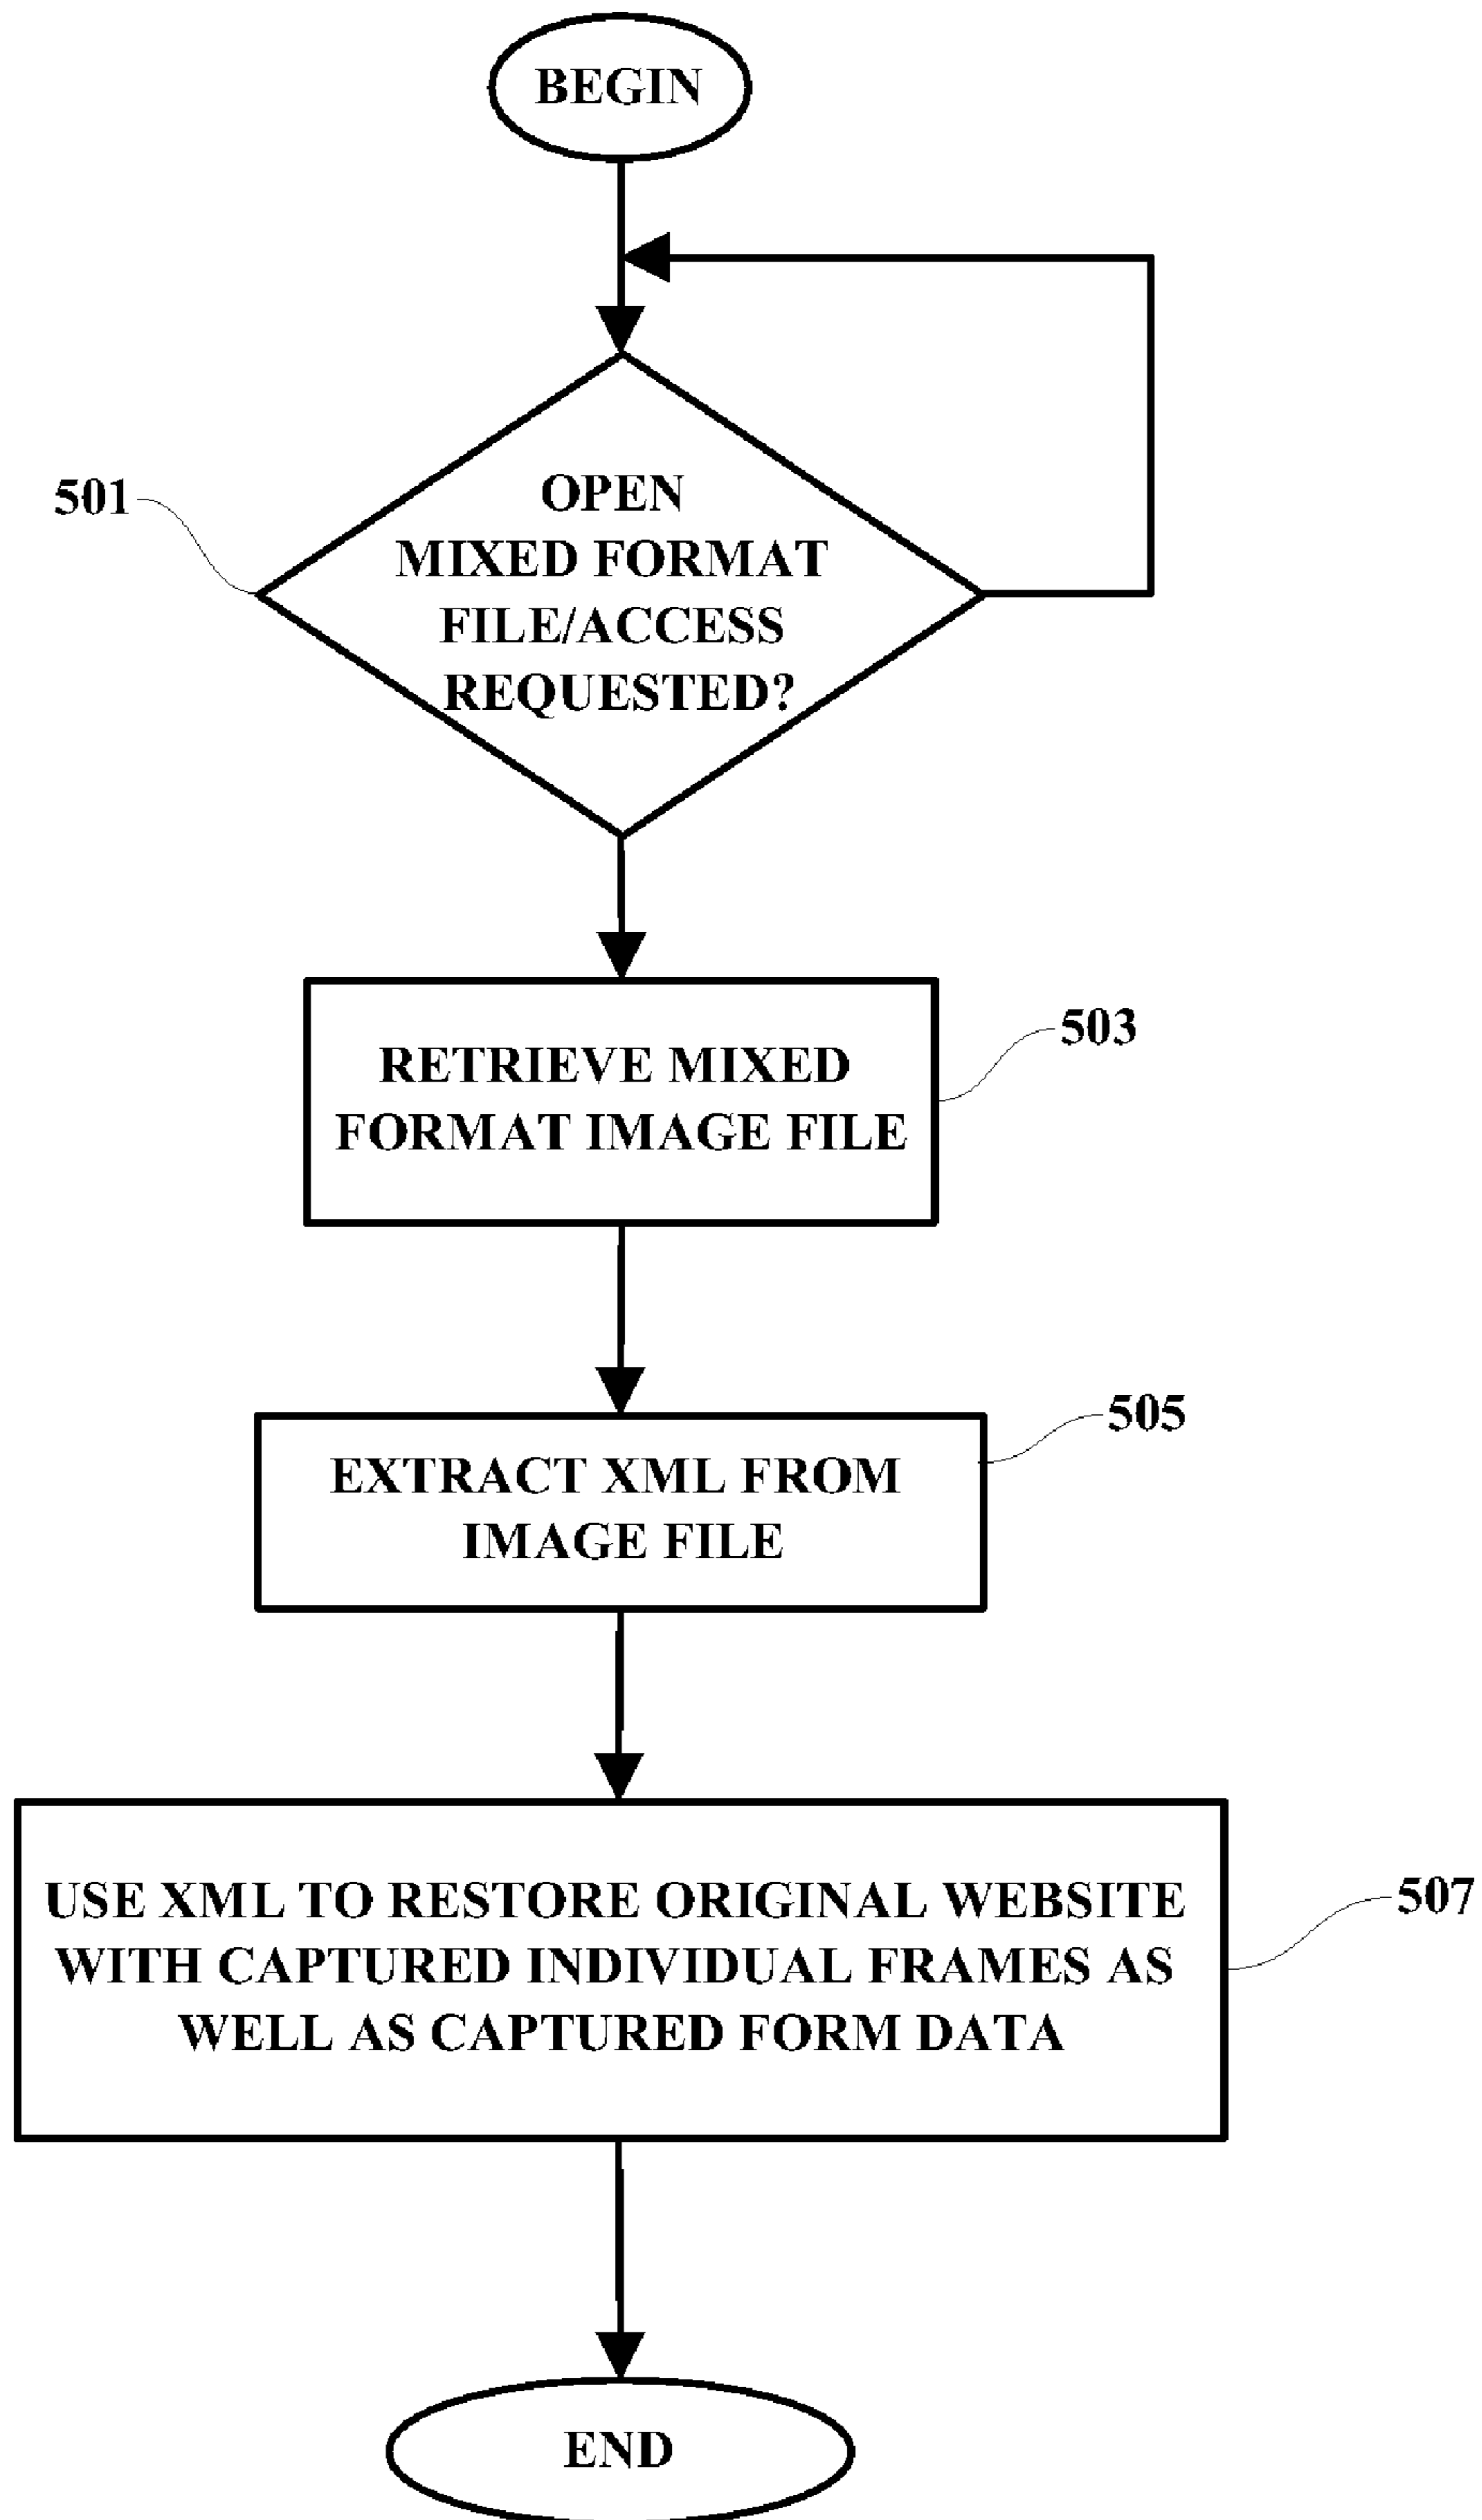 BEGIN
501
OPEN
MIXED FORMAT
FILE/ACCESS
REQUESTED?
503
RETRIEVE MIXED
FORMAT IMAGE FILE
505
EXTRACT XML FROM
IMAGE FILE
507
USE XML TO RESTORE ORIGINAL WEBSITE
WITH CAPTURED INDIVIDUAL FRAMES AS
WELL AS CAPTURED FORM DATA
END